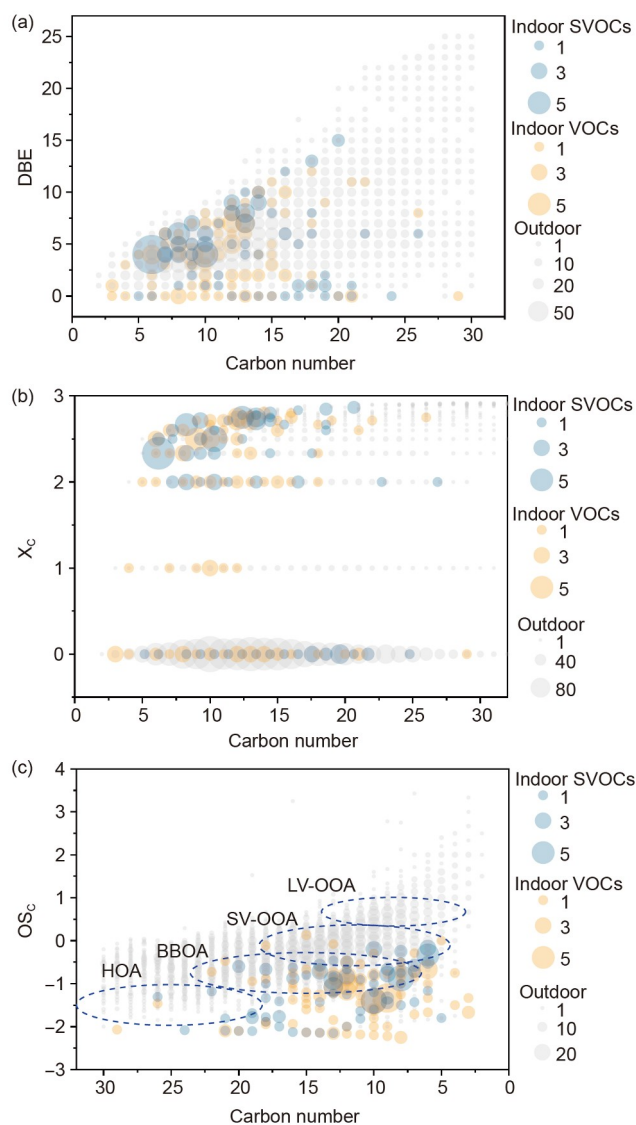 (a)
DBE
25
20
15
10
5
0
0 5 10 15 20 25 30
Carbon number
Indoor SVOCs
1
3
5
Indoor VOCs
1
3
5
Outdoor
1
10
20
50
(b)
X_C
3
2
1
0
0 5 10 15 20 25 30
Carbon number
Indoor SVOCs
1
3
5
Indoor VOCs
1
3
5
Outdoor
1
40
80
(c)
OS_C
4
3
2
1
0
−1
−2
−3
LV-OOA
SV-OOA
BBOA
HOA
30 25 20 15 10 5 0
Carbon number
Indoor SVOCs
1
3
5
Indoor VOCs
1
3
5
Outdoor
1
10
20